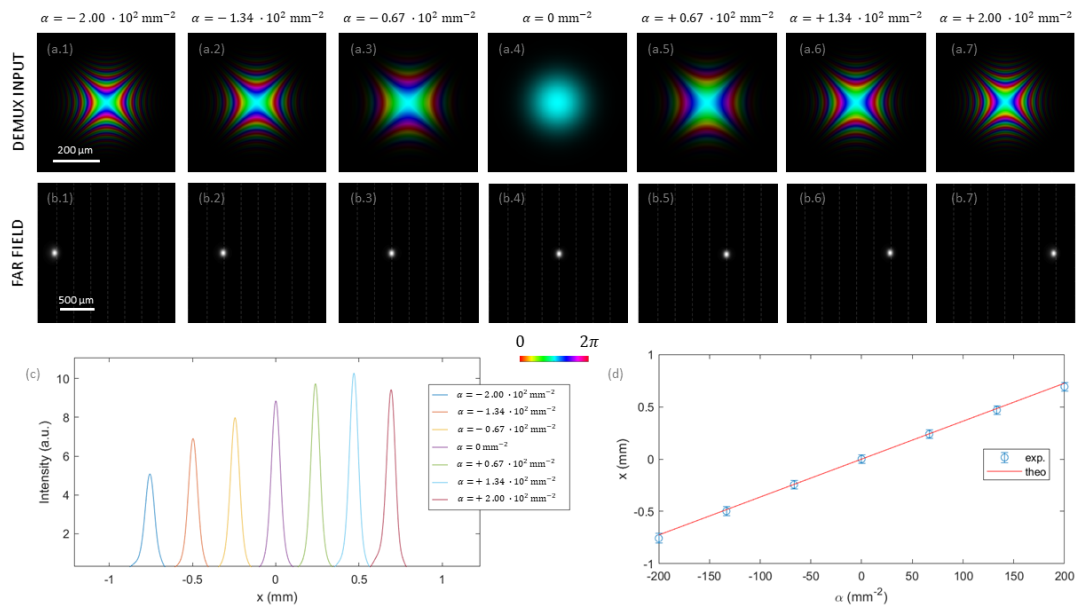 α = − 2.00 · 10² mm⁻² α = − 1.34 · 10² mm⁻² α = − 0.67 · 10² mm⁻² α = 0 mm⁻² α = + 0.67 · 10² mm⁻² α = + 1.34 · 10² mm⁻² α = + 2.00 · 10² mm⁻²
DEMUX INPUT
(a.1) (a.2) (a.3) (a.4) (a.5) (a.6) (a.7)
200 µm
FAR FIELD
(b.1) (b.2) (b.3) (b.4) (b.5) (b.6) (b.7)
500 µm
0 2π
(c)
Intensity (a.u.)
10
8
6
4
2
-1 -0.5 0 0.5 1
x (mm)
α = − 2.00 · 10² mm⁻²
α = − 1.34 · 10² mm⁻²
α = − 0.67 · 10² mm⁻²
α = 0 mm⁻²
α = + 0.67 · 10² mm⁻²
α = + 1.34 · 10² mm⁻²
α = + 2.00 · 10² mm⁻²
(d)
x (mm)
1
0.5
0
-0.5
-1
-200 -150 -100 -50 0 50 100 150 200
α (mm⁻²)
exp.
theo